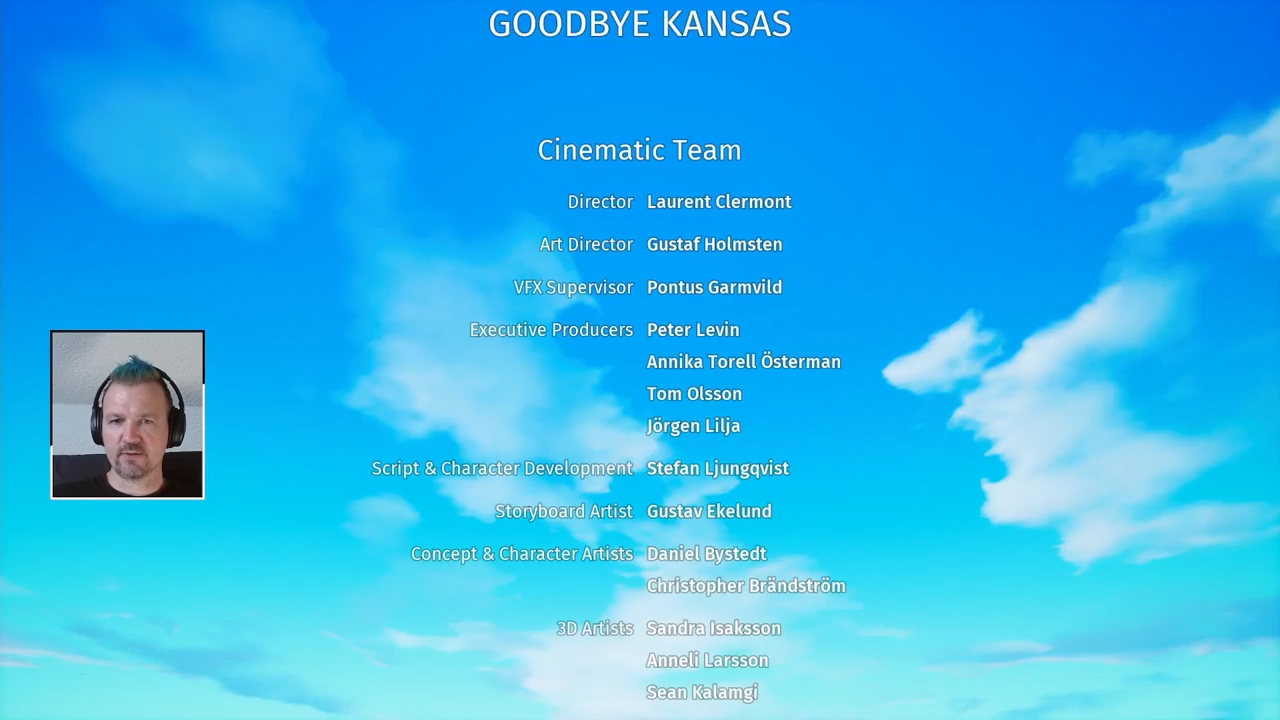 GOODBYE KANSAS
Cinematic Team
Director Laurent Clermont
Art Director Gustaf Holmsten
VFX Supervisor Pontus Garmvild
Executive Producers Peter Levin
Annika Torell Österman
Tom Olsson
Jörgen Lilja
Script & Character Development Stefan Ljungqvist
Storyboard Artist Gustav Ekelund
Concept & Character Artists Daniel Bystedt
Christopher Brändström
3D Artists Sandra Isaksson
Anneli Larsson
Sean Kalamgi